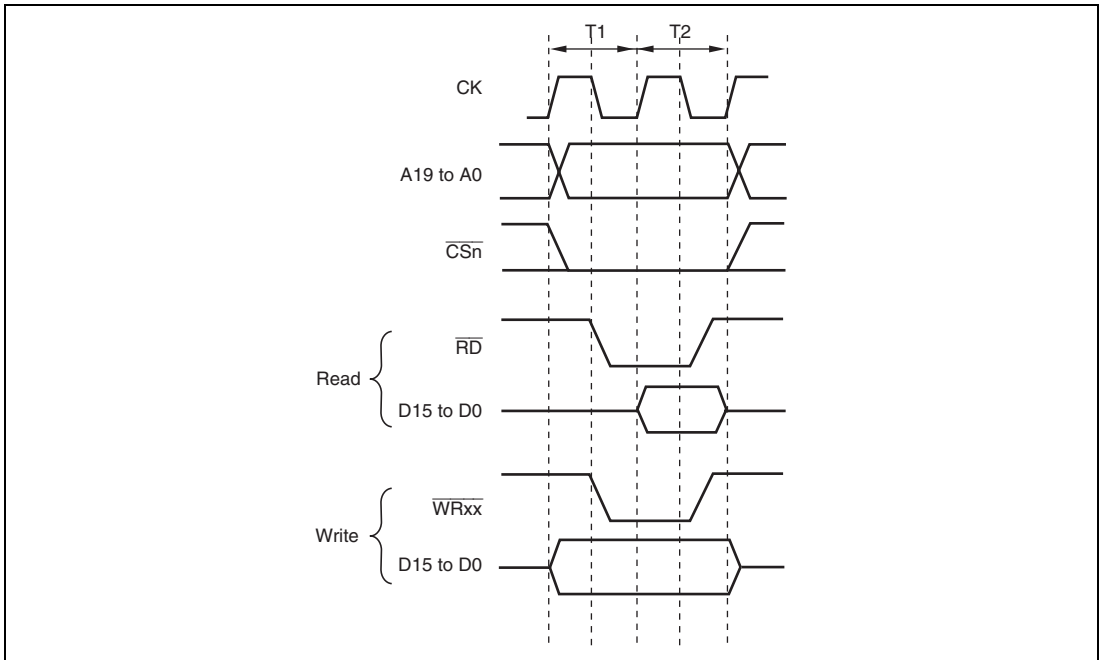 T1 T2
CK
A19 to A0
CSn
RD
Read
D15 to D0
WRxx
Write
D15 to D0